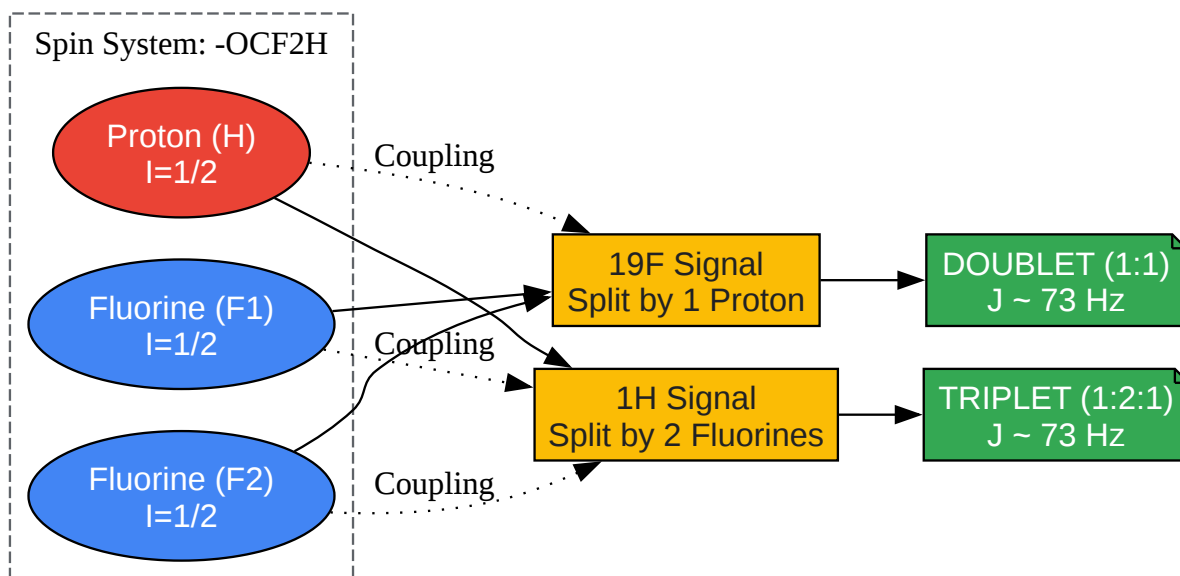 Spin System: -OCF2H
Proton (H)
I=1/2
Fluorine (F1)
I=1/2
Fluorine (F2)
I=1/2
Coupling
Coupling
Coupling
19F Signal
Split by 1 Proton
1H Signal
Split by 2 Fluorines
DOUBLET (1:1)
J ~ 73 Hz
TRIPLET (1:2:1)
J ~ 73 Hz